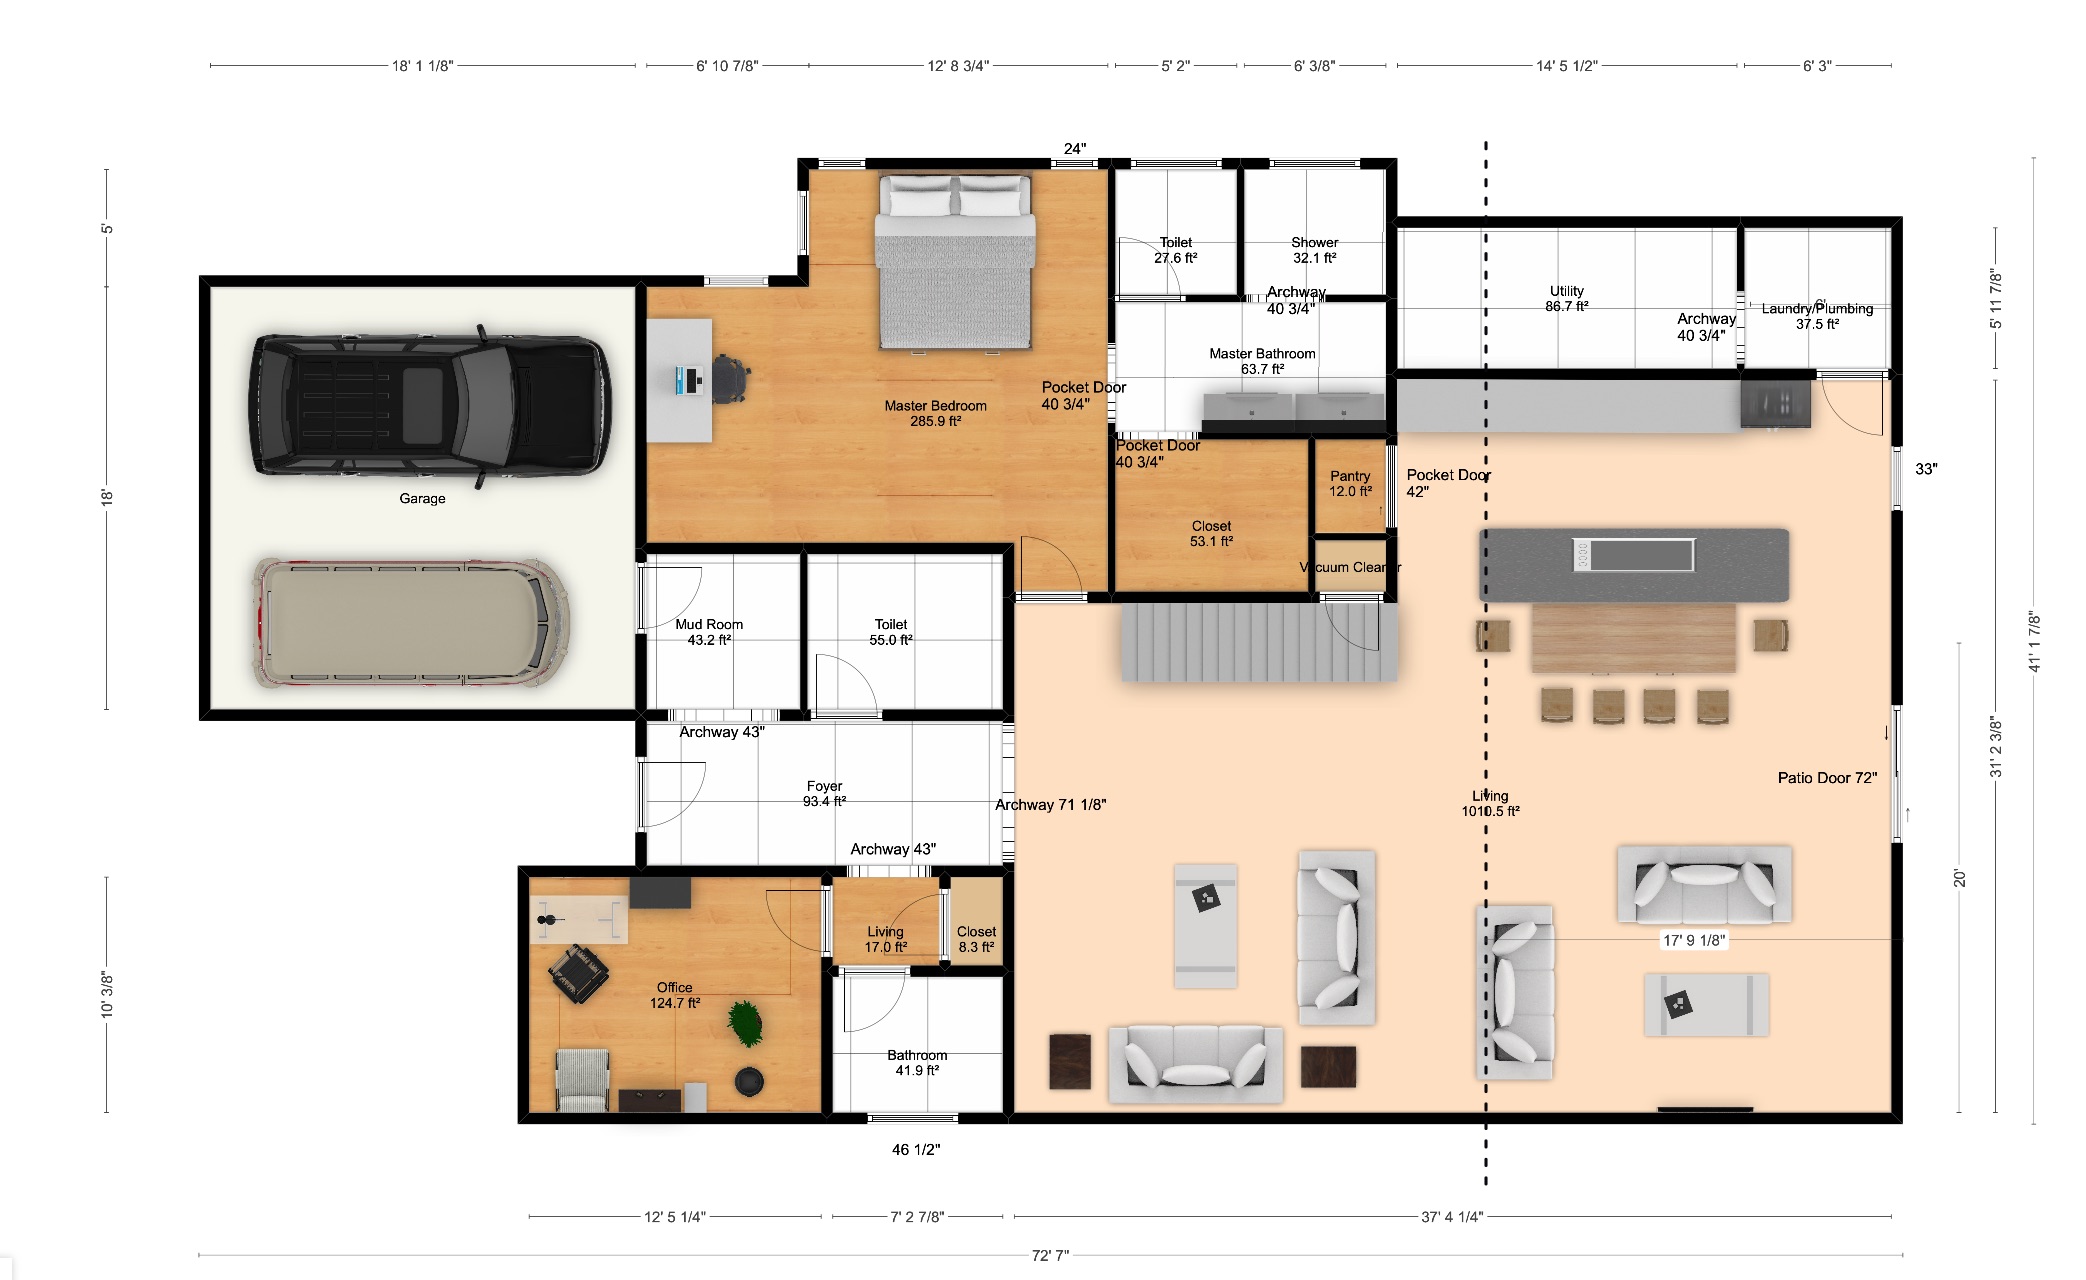 18' 1 1/8"
6' 10 7/8"
12' 8 3/4"
5' 2"
6' 3/8"
14' 5 1/2"
6' 3"
24"
5'
Toilet
27.6 ft²
Shower
32.1 ft²
Archway
40 3/4"
Utility
86.7 ft²
Archway
40 3/4"
6'
Laundry/Plumbing
37.5 ft²
5' 11 7/8"
Master Bathroom
63.7 ft²
Pocket Door
40 3/4"
Master Bedroom
285.9 ft²
Pocket Door
40 3/4"
Pantry
12.0 ft²
Pocket Door
42"
33"
18'
Garage
Closet
53.1 ft²
Vacuum Cleaner
Mud Room
43.2 ft²
Toilet
55.0 ft²
41' 1 7/8"
Archway 43"
31' 2 3/8"
Foyer
93.4 ft²
Archway 71 1/8"
Living
1010.5 ft²
Patio Door 72"
Archway 43"
20'
Living
17.0 ft²
Closet
8.3 ft²
17' 9 1/8"
10' 3/8"
Office
124.7 ft²
Bathroom
41.9 ft²
46 1/2"
12' 5 1/4"
7' 2 7/8"
37' 4 1/4"
72' 7"